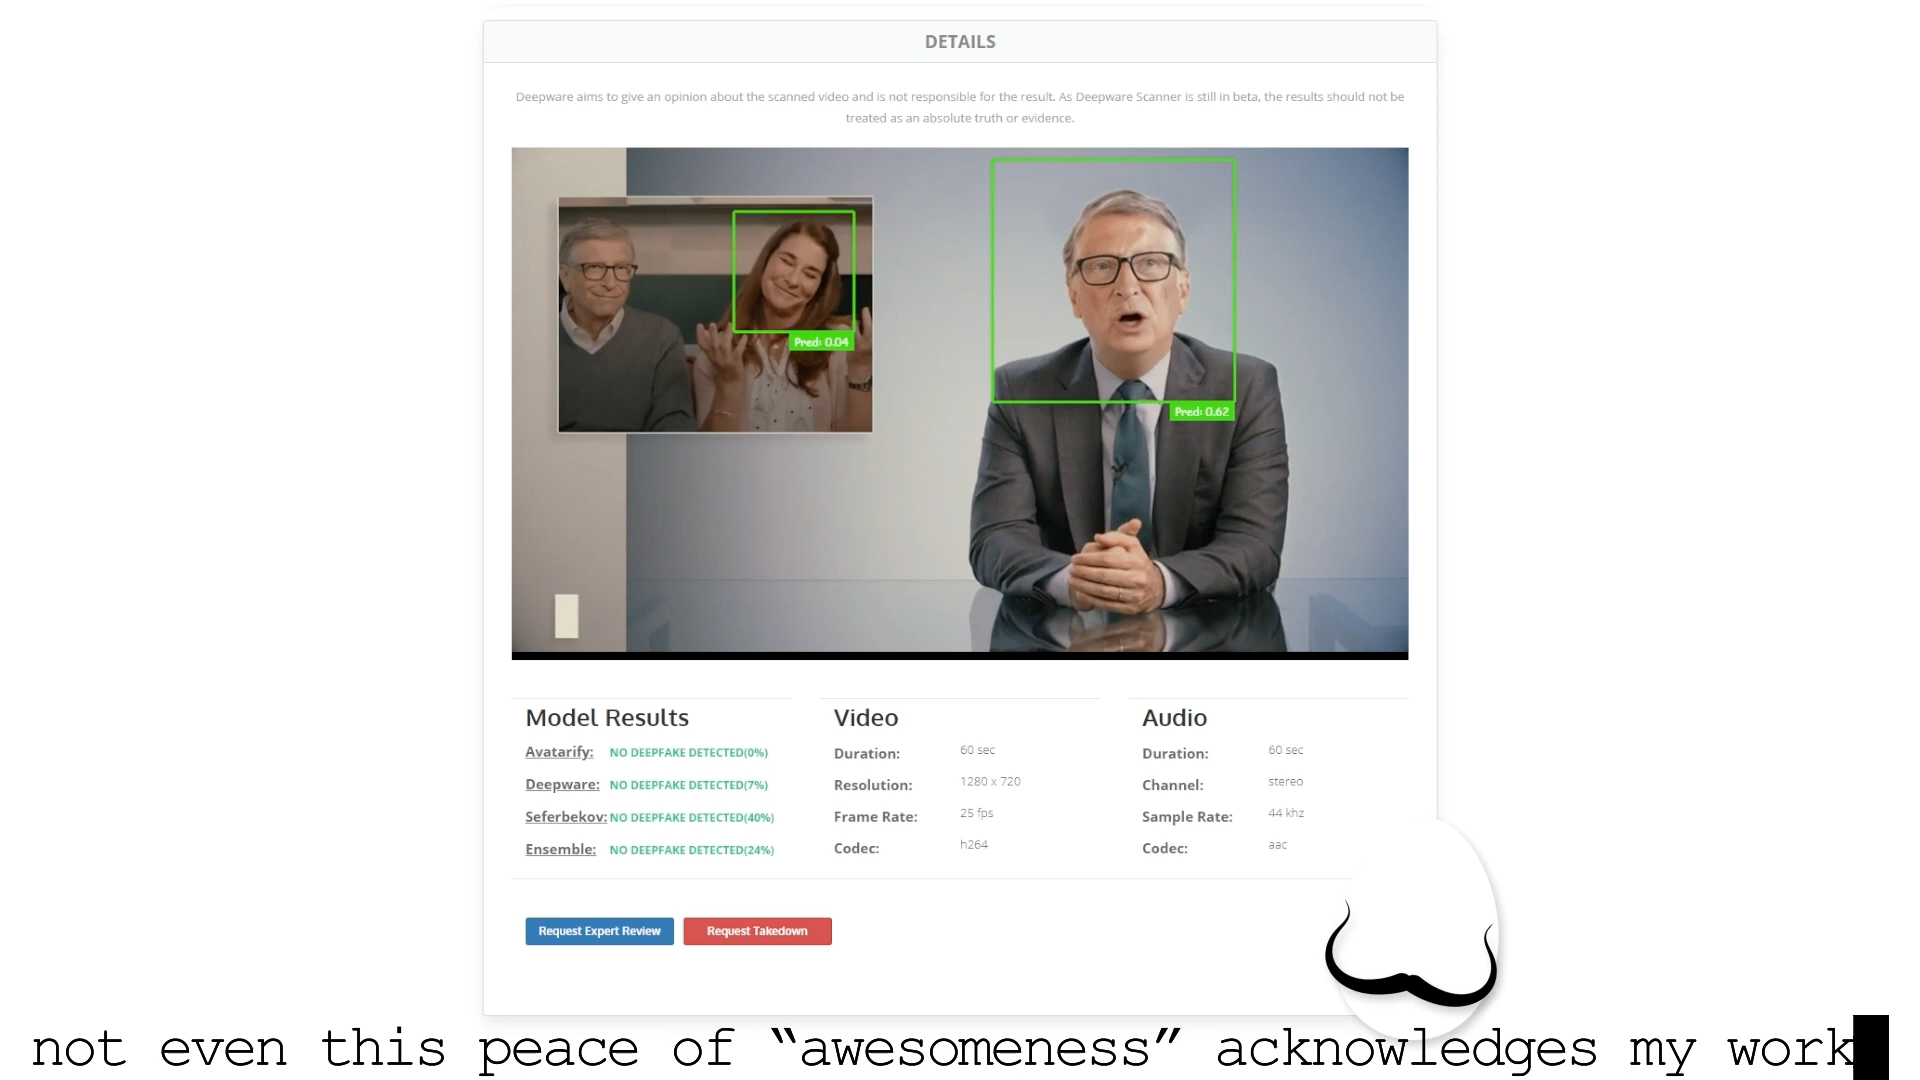 DETAILS
Deepware aims to give an opinion about the scanned video and is not responsible for the result. As Deepware Scanner is still in beta, the results should not be
treated as an absolute truth or evidence.
Pred: 0.04
Pred: 0.62
Model Results
Avatarify: NO DEEPFAKE DETECTED(0%)
Deepware: NO DEEPFAKE DETECTED(7%)
Seferbekov: NO DEEPFAKE DETECTED(40%)
Ensemble: NO DEEPFAKE DETECTED(24%)
Video
Duration: 60 sec
Resolution: 1280 x 720
Frame Rate: 25 fps
Codec: h264
Audio
Duration: 60 sec
Channel: stereo
Sample Rate: 44 khz
Codec: aac
Request Expert Review
Request Takedown
not even this peace of “awesomeness” acknowledges my work